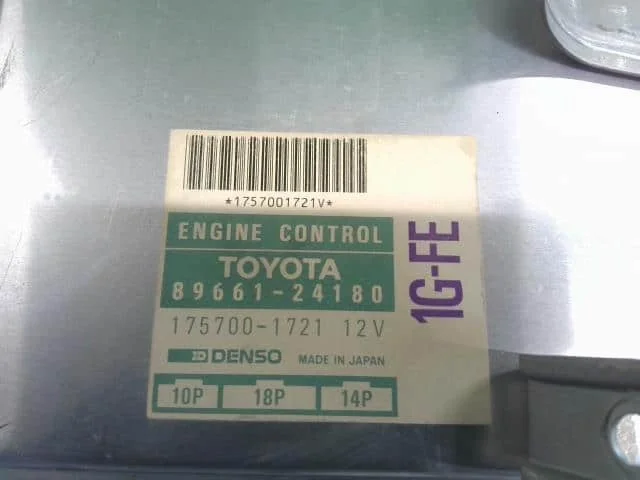 *1757001721V*
ENGINE CONTROL
TOYOTA
89661-24180
175700-1721 12V
DENSO MADE IN JAPAN
10P 18P 14P
1G-FE